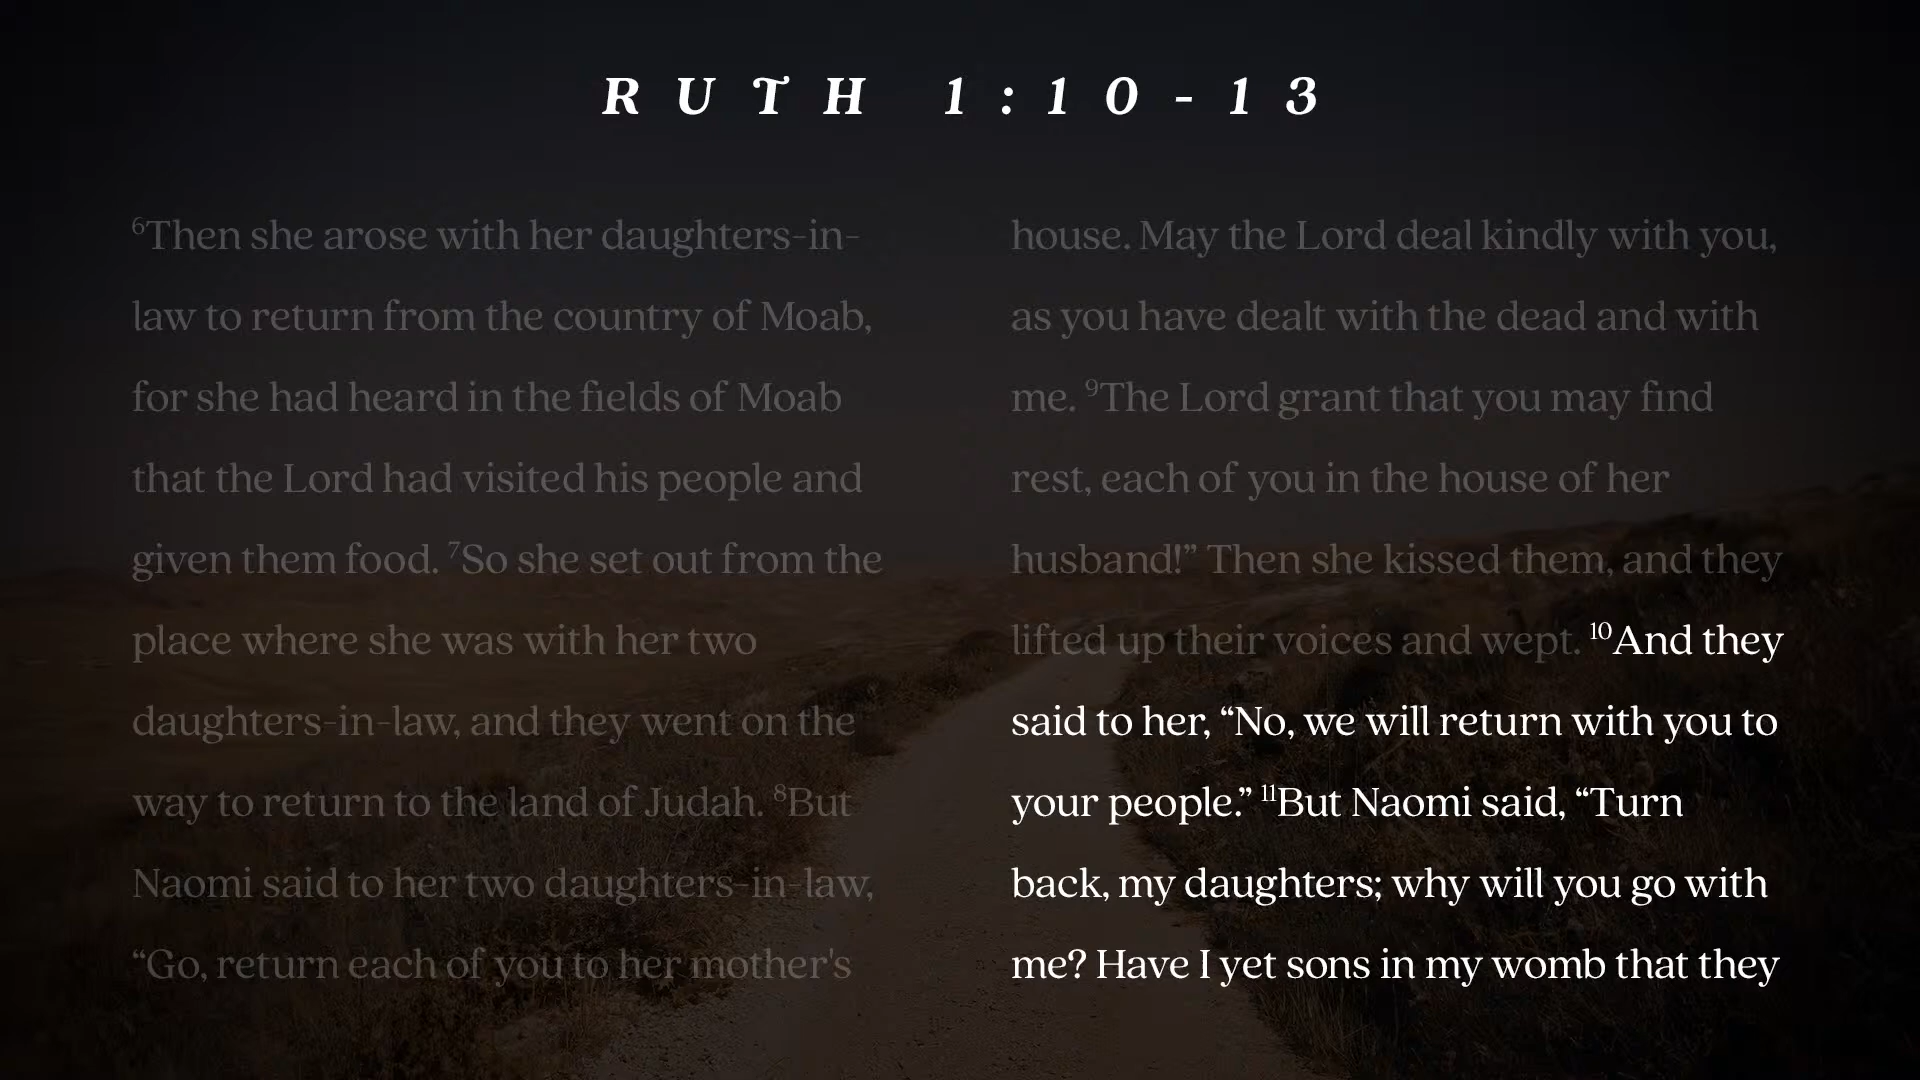 RUTH 1:10-13
⁶Then she arose with her daughters-in-
law to return from the country of Moab,
for she had heard in the fields of Moab
that the Lord had visited his people and
given them food. ⁷So she set out from the
place where she was with her two
daughters-in-law, and they went on the
way to return to the land of Judah. ⁸But
Naomi said to her two daughters-in-law,
“Go, return each of you to her mother's
house. May the Lord deal kindly with you,
as you have dealt with the dead and with
me. ⁹The Lord grant that you may find
rest, each of you in the house of her
husband!” Then she kissed them, and they
lifted up their voices and wept. ¹⁰And they
said to her, “No, we will return with you to
your people.” ¹¹But Naomi said, “Turn
back, my daughters; why will you go with
me? Have I yet sons in my womb that they